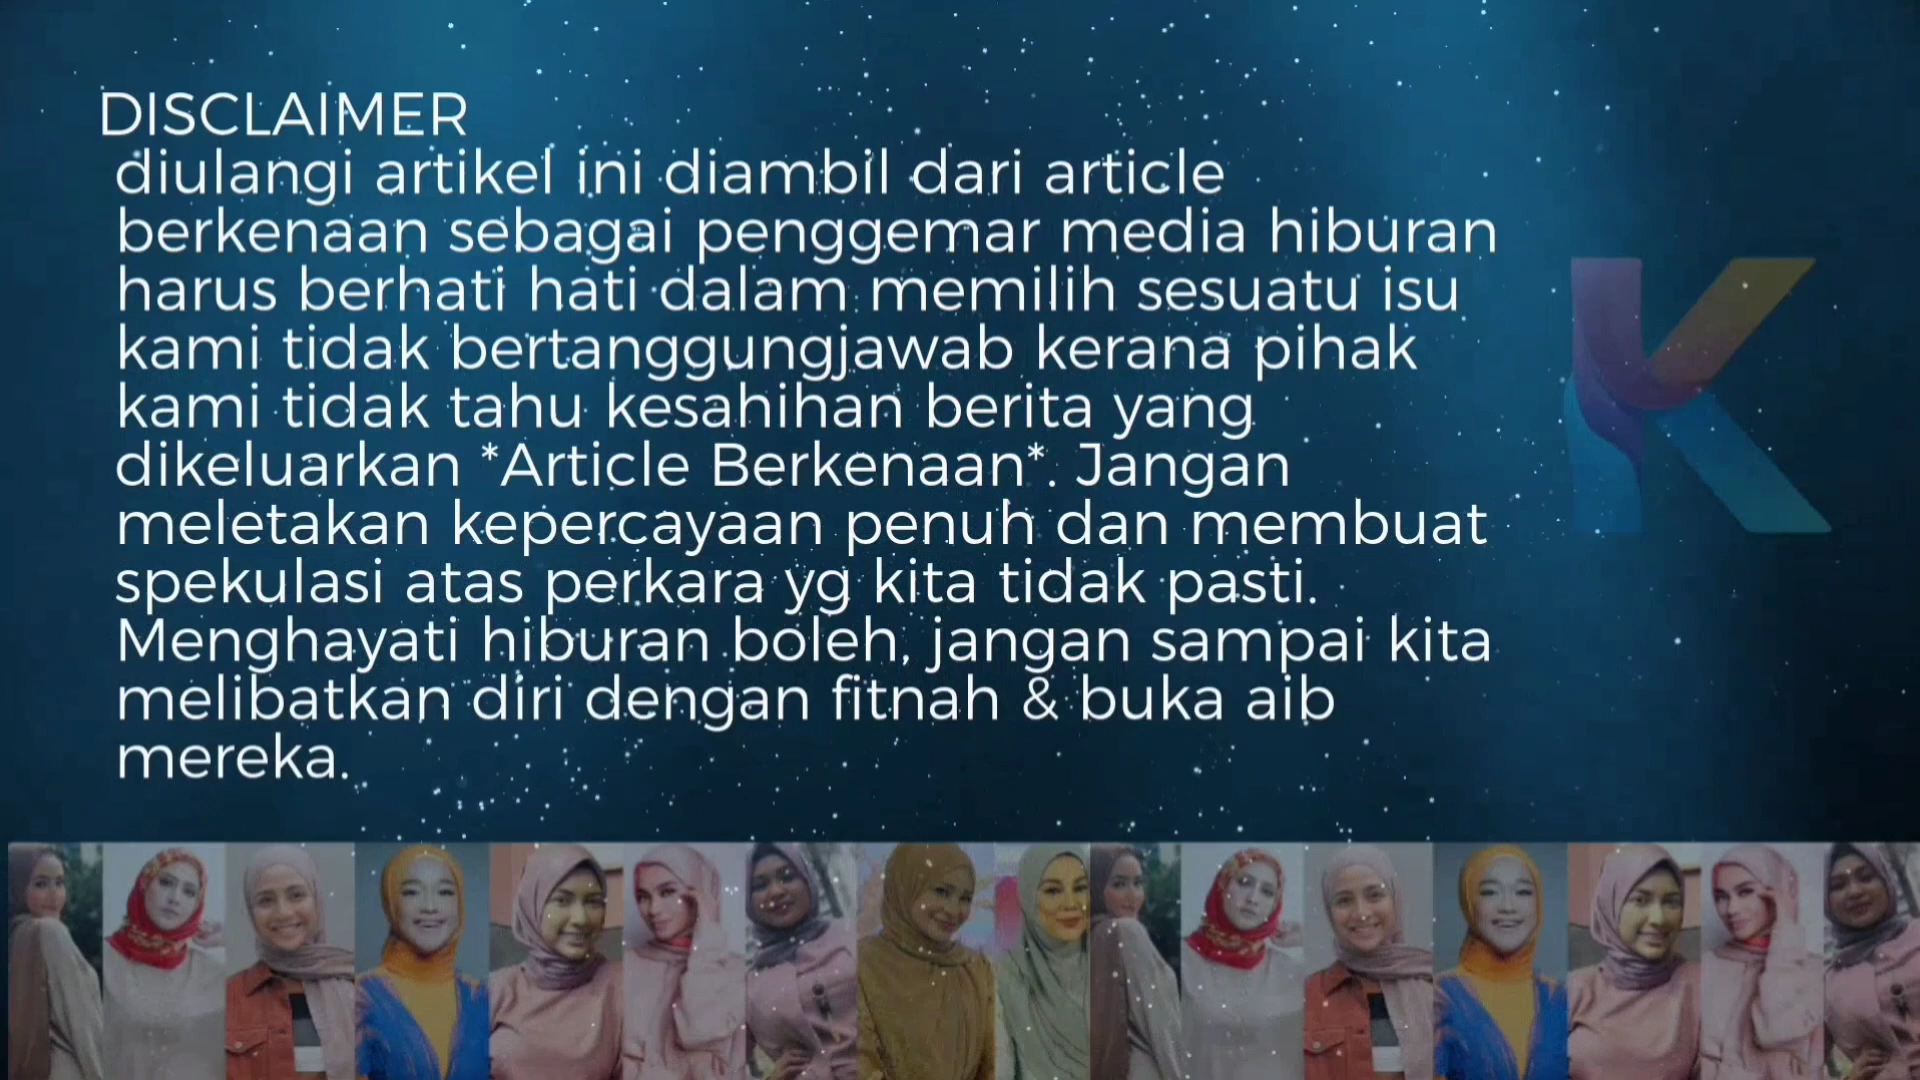 DISCLAIMER
diulangi artikel ini diambil dari article
berkenaan sebagai penggemar media hiburan
harus berhati hati dalam memilih sesuatu isu
kami tidak bertanggungjawab kerana pihak
kami tidak tahu kesahihan berita yang
dikeluarkan *Article Berkenaan*. Jangan
meletakan kepercayaan penuh dan membuat
spekulasi atas perkara yg kita tidak pasti.
Menghayati hiburan boleh, jangan sampai kita
melibatkan diri dengan fitnah & buka aib
mereka.
K